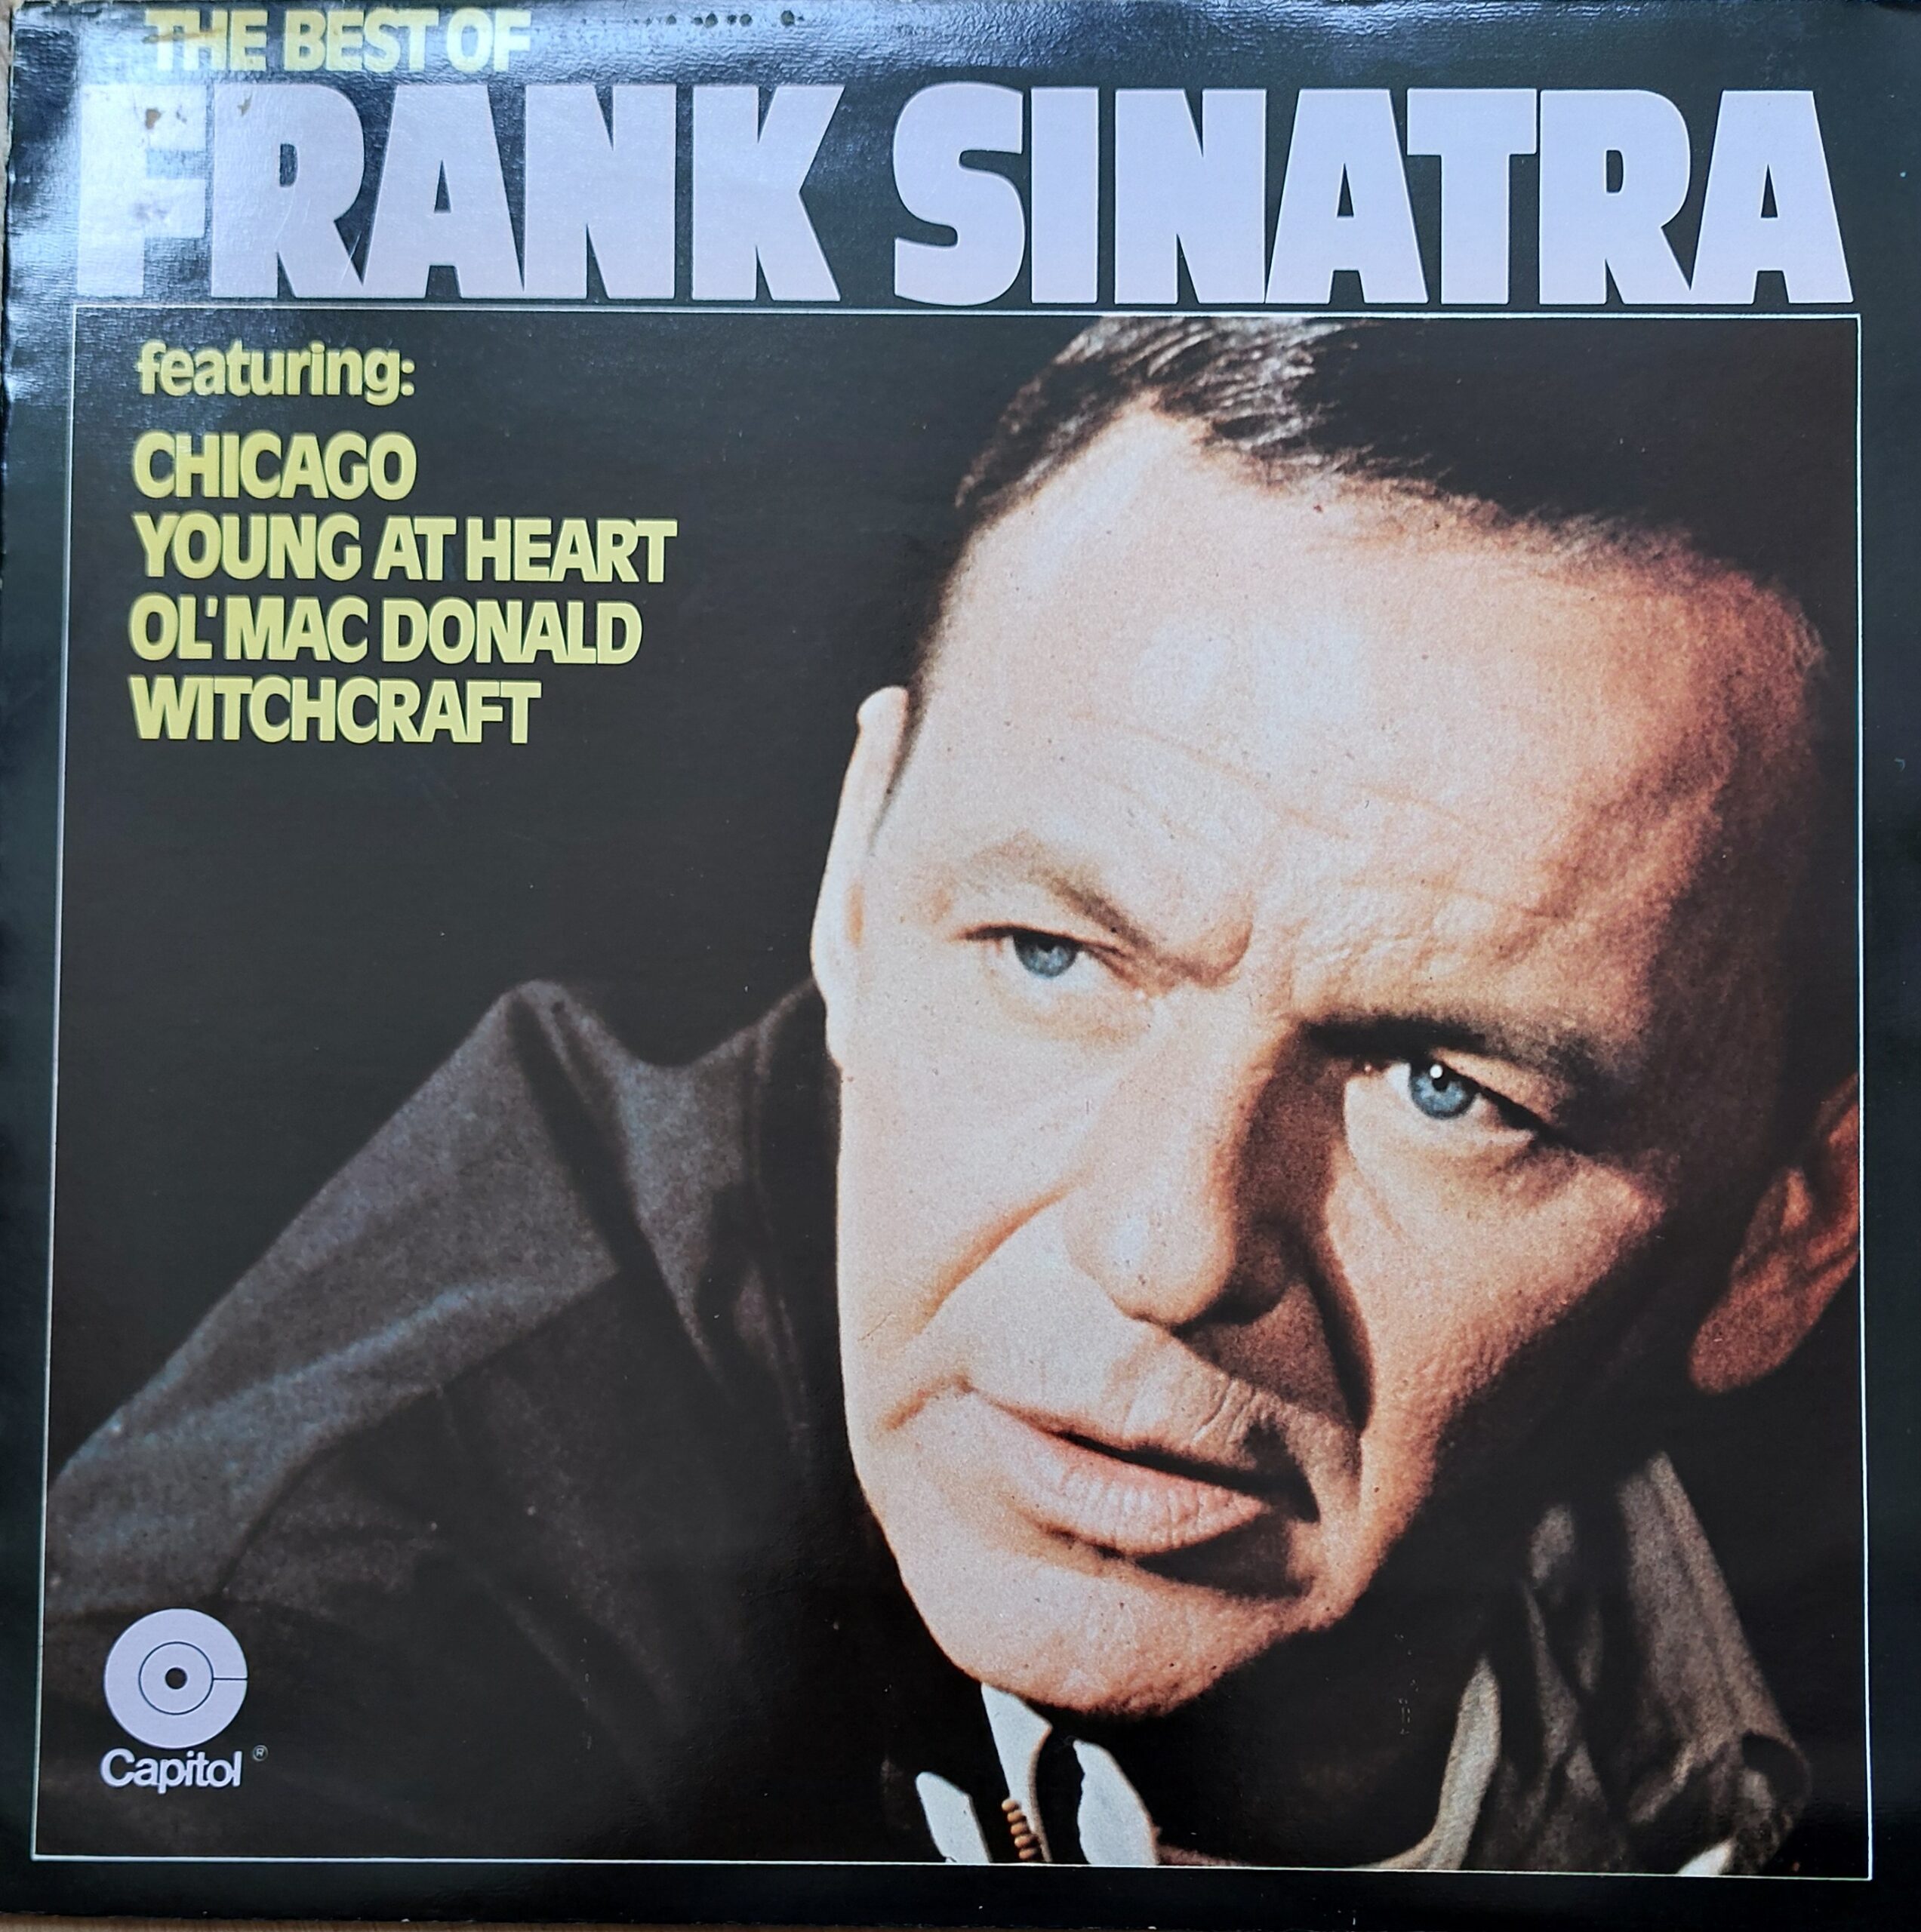 THE BEST OF
FRANK SINATRA
featuring:
CHICAGO
YOUNG AT HEART
OL' MAC DONALD
WITCHCRAFT
Capitol ®